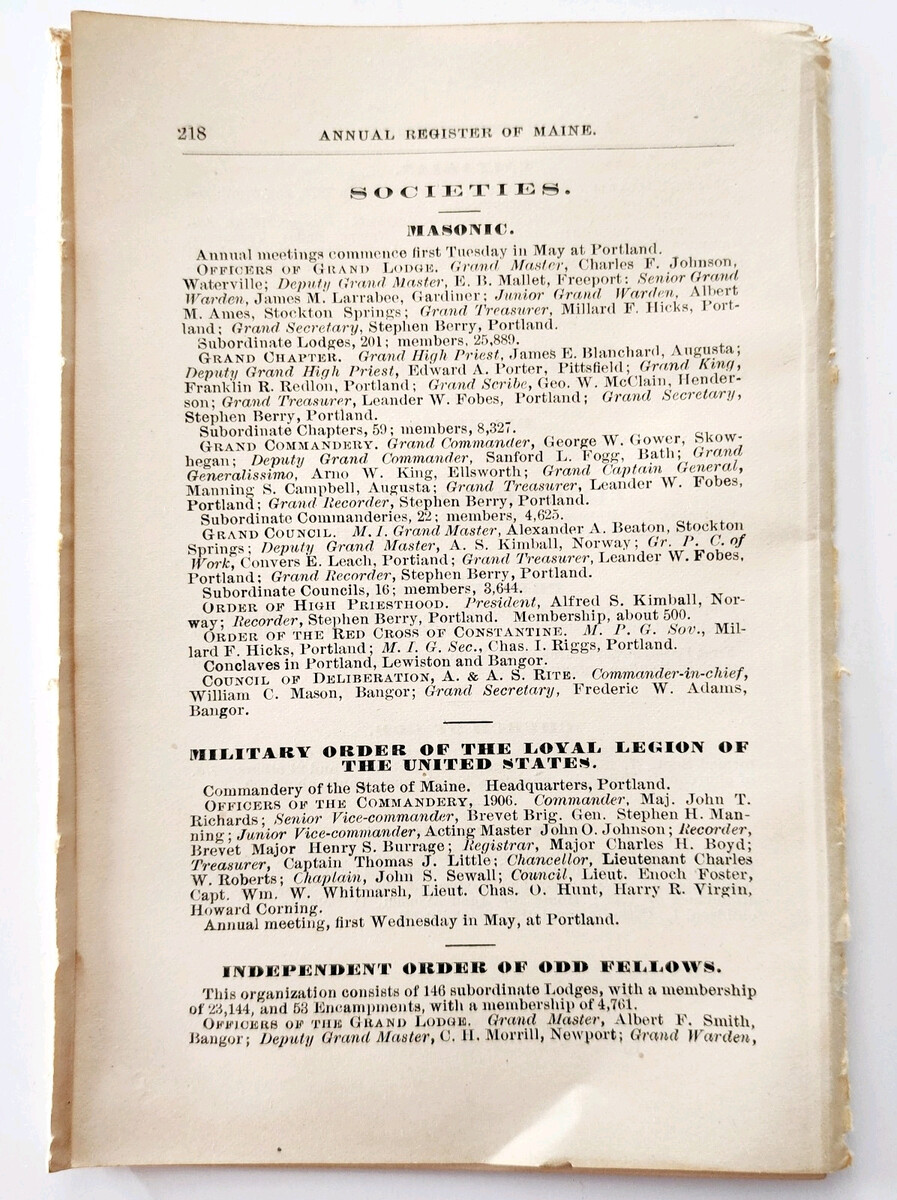 218
ANNUAL REGISTER OF MAINE.
SOCIETIES.
MASONIC.
Annual meetings commence first Tuesday in May at Portland.
OFFICERS OF GRAND LODGE. Grand Master, Charles F. Johnson,
Waterville; Deputy Grand Master, E. B. Mallet, Freeport; Senior Grand
Warden, James M. Larrabee, Gardiner; Junior Grand Warden, Albert
M. Ames, Stockton Springs; Grand Treasurer, Millard F. Hicks, Port-
land; Grand Secretary, Stephen Berry, Portland.
Subordinate Lodges, 201; members, 25,889.
GRAND CHAPTER. Grand High Priest, James E. Blanchard, Augusta;
Deputy Grand High Priest, Edward A. Porter, Pittsfield; Grand King,
Franklin R. Redlon, Portland; Grand Scribe, Geo. W. McClain, Hender-
son; Grand Treasurer, Leander W. Fobes, Portland; Grand Secretary,
Stephen Berry, Portland.
Subordinate Chapters, 59; members, 8,327.
GRAND COMMANDERY. Grand Commander, George W. Gower, Skow-
hegan; Deputy Grand Commander, Sanford L. Fogg, Bath; Grand
Generalissimo, Arno W. King, Ellsworth; Grand Captain General,
Manning S. Campbell, Augusta; Grand Treasurer, Leander W. Fobes,
Portland; Grand Recorder, Stephen Berry, Portland.
Subordinate Commanderies, 22; members, 4,625.
GRAND COUNCIL. M. I. Grand Master, Alexander A. Beaton, Stockton
Springs; Deputy Grand Master, A. S. Kimball, Norway; Gr. P. C. of
Work, Convers E. Leach, Portland; Grand Treasurer, Leander W. Fobes,
Portland; Grand Recorder, Stephen Berry, Portland.
Subordinate Councils, 16; members, 3,644.
ORDER OF HIGH PRIESTHOOD. President, Alfred S. Kimball, Nor-
way; Recorder, Stephen Berry, Portland. Membership, about 500.
ORDER OF THE RED CROSS OF CONSTANTINE. M. P. G. Sov., Mil-
lard F. Hicks, Portland; M. I. G. Sec., Chas. I. Riggs, Portland.
Conclaves in Portland, Lewiston and Bangor.
COUNCIL OF DELIBERATION, A. & A. S. RITE. Commander-in-chief,
William C. Mason, Bangor; Grand Secretary, Frederic W. Adams,
Bangor.
MILITARY ORDER OF THE LOYAL LEGION OF
THE UNITED STATES.
Commandery of the State of Maine. Headquarters, Portland.
OFFICERS OF THE COMMANDERY, 1906. Commander, Maj. John T.
Richards; Senior Vice-commander, Brevet Brig. Gen. Stephen H. Man-
ning; Junior Vice-commander, Acting Master John O. Johnson; Recorder,
Brevet Major Henry S. Burrage; Registrar, Major Charles H. Boyd;
Treasurer, Captain Thomas J. Little; Chancellor, Lieutenant Charles
W. Roberts; Chaplain, John S. Sewall; Council, Lieut. Enoch Foster,
Capt. Wm. W. Whitmarsh, Lieut. Chas. O. Hunt, Harry R. Virgin,
Howard Corning.
Annual meeting, first Wednesday in May, at Portland.
INDEPENDENT ORDER OF ODD FELLOWS.
This organization consists of 146 subordinate Lodges, with a membership
of 23,144, and 53 Encampments, with a membership of 4,761.
OFFICERS OF THE GRAND LODGE. Grand Master, Albert F. Smith,
Bangor; Deputy Grand Master, C. H. Morrill, Newport; Grand Warden,